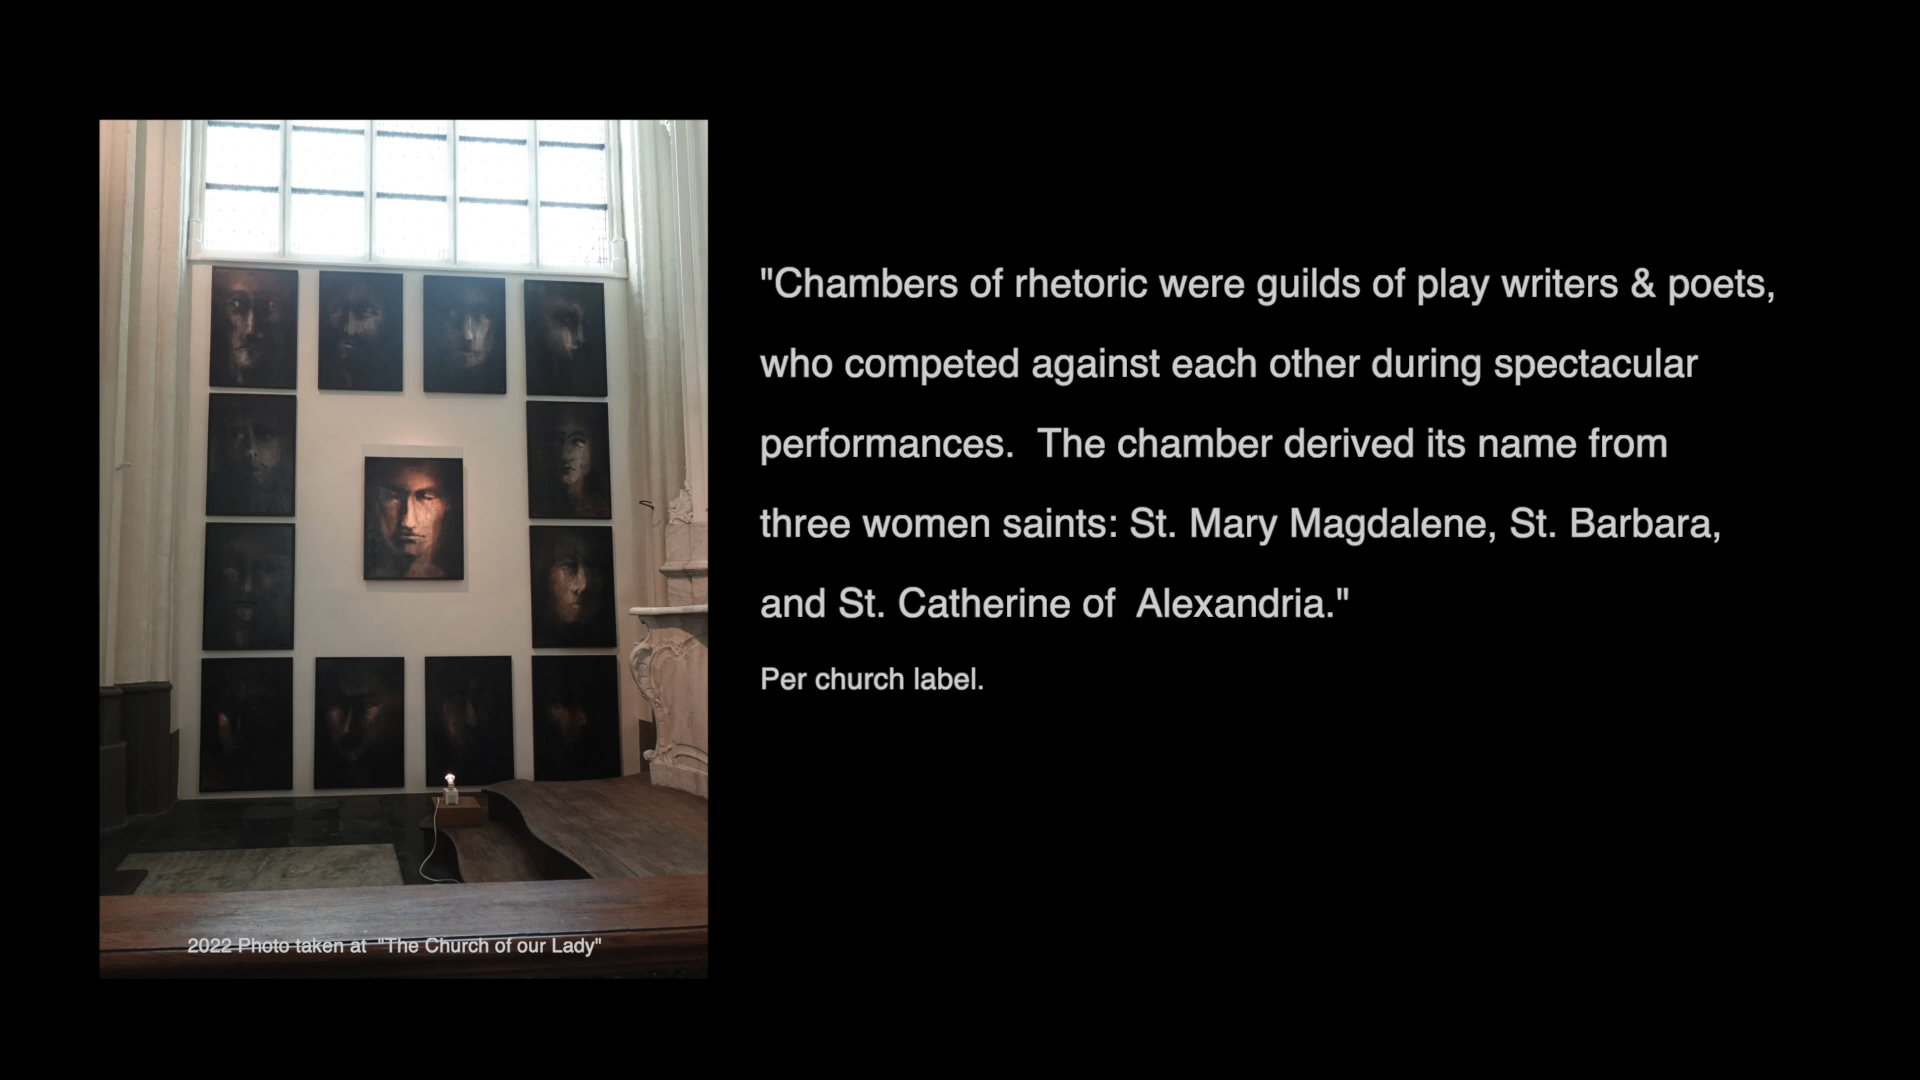 "Chambers of rhetoric were guilds of play writers & poets,
who competed against each other during spectacular
performances.  The chamber derived its name from
three women saints: St. Mary Magdalene, St. Barbara,
and St. Catherine of  Alexandria."
Per church label.
2022 Photo taken at  "The Church of our Lady"